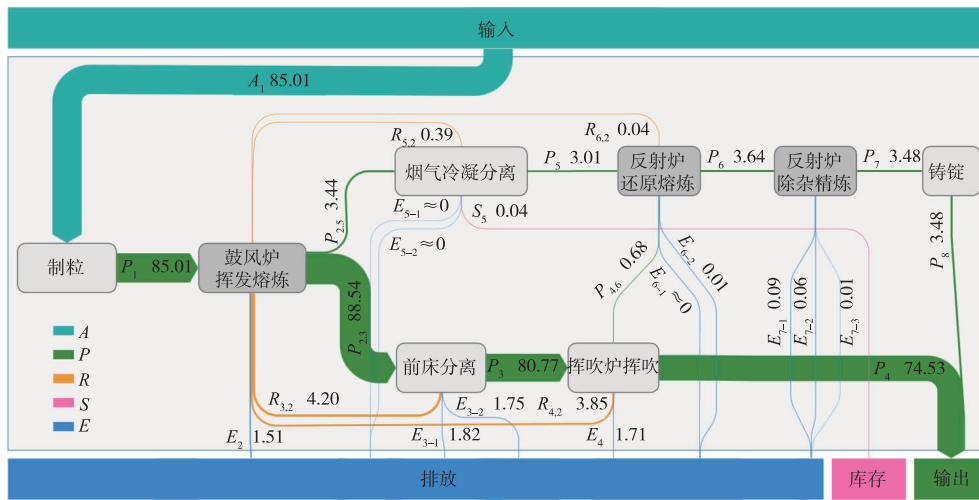 输入
A₁ 85.01
R₅,₂ 0.39
R₆,₂ 0.04
烟气冷凝分离
P₅ 3.01
反射炉
还原熔炼
P₆ 3.64
反射炉
除杂精炼
P₇ 3.48
铸锭
P₂,₅ 3.44
E₅₋₁≈0
E₅₋₂≈0
S₅ 0.04
制粒
P₁ 85.01
鼓风炉
挥发熔炼
P₂,₃ 88.54
P₄,₆ 0.68
E₆₋₁≈0
E₆₋₂ 0.01
E₇₋₁ 0.09
E₇₋₂ 0.06
E₇₋₃ 0.01
P₈ 3.48
A
P
R
S
E
前床分离
P₃ 80.77
挥吹炉挥吹
P₄ 74.53
R₃,₂ 4.20
E₃₋₂ 1.75
R₄,₂ 3.85
E₂ 1.51
E₃₋₁ 1.82
E₄ 1.71
排放
库存
输出